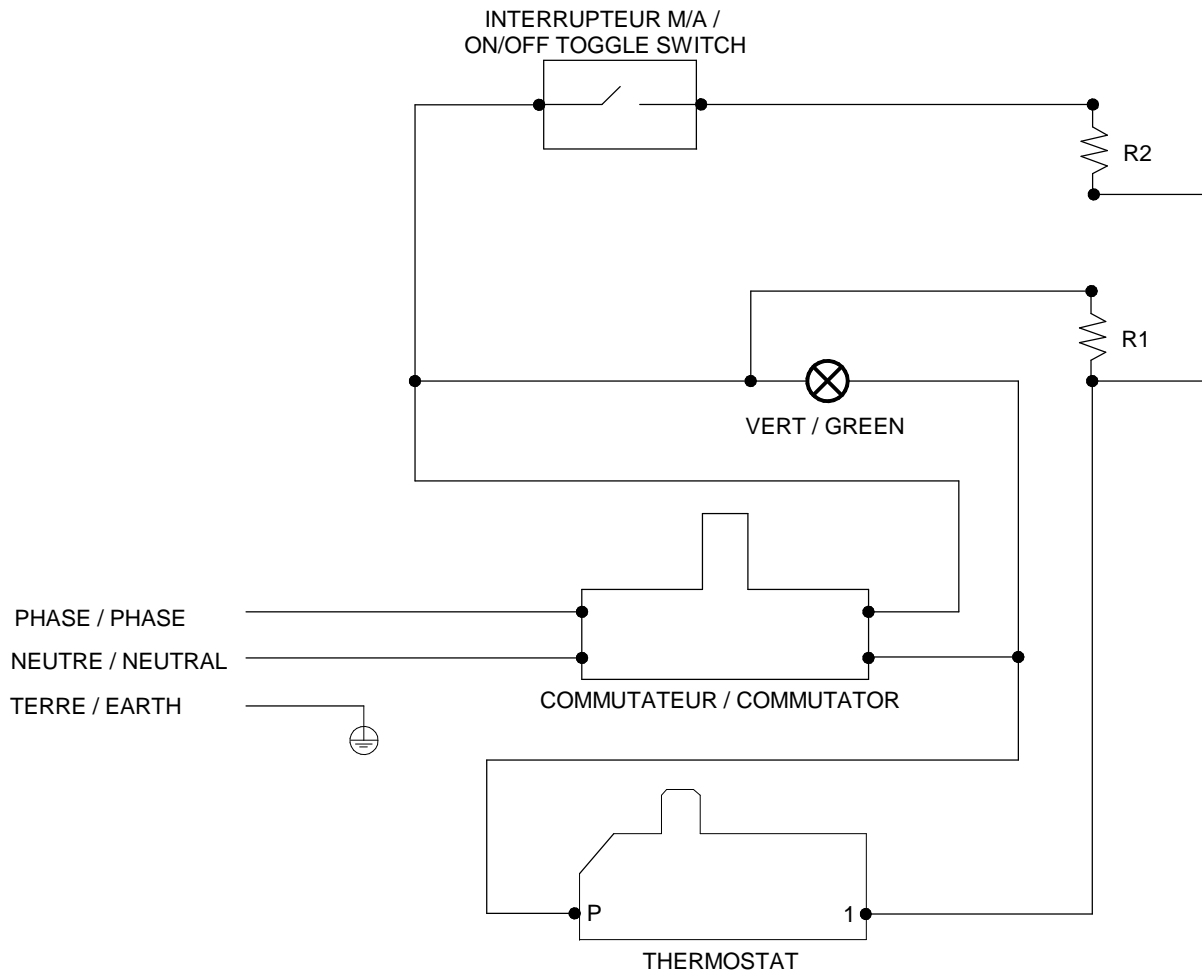 INTERRUPTEUR M/A /
ON/OFF TOGGLE SWITCH
R2
R1
VERT / GREEN
PHASE / PHASE
NEUTRE / NEUTRAL
TERRE / EARTH
COMMUTATEUR / COMMUTATOR
P
1
THERMOSTAT